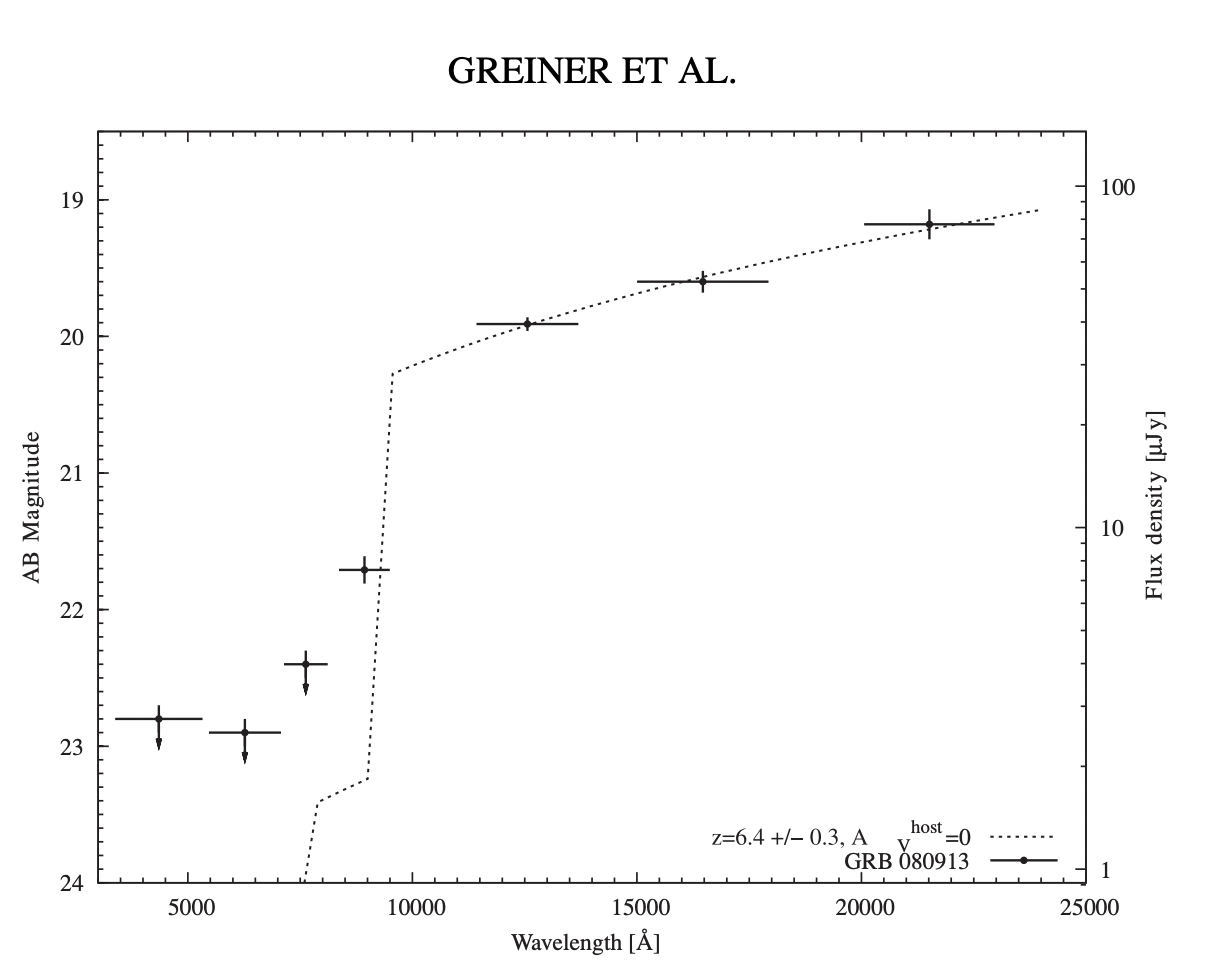 GREINER ET AL.
19
20
21
22
23
24
AB Magnitude
100
10
1
Flux density [µJy]
z=6.4 +/− 0.3, A_v^host=0
GRB 080913
5000 10000 15000 20000 25000
Wavelength [Å]